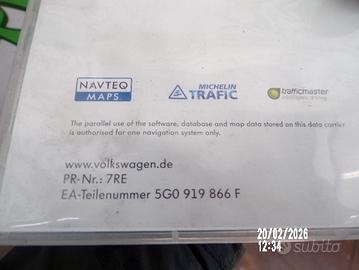 NAVTEQ
MAPS
MICHELIN
TRAFIC
trafficmaster
intelligent driving
The parallel use of the software, database and map data stored on this data carrier
is authorised for one navigation system only.
www.volkswagen.de
PR-Nr.: 7RE
EA-Teilenummer 5G0 919 866 F
20/02/2026
12:34
subito